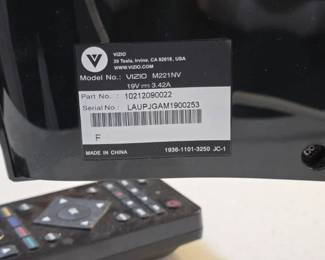 V
VIZIO
39 Tesla, Irvine, CA 92618, USA
WWW.VIZIO.COM
Model No.: VIZIO M221NV
19V ⎓ 3.42A
Part No.: 10212090022
Serial No.: LAUPJGAM1900253
F
MADE IN CHINA 1936-1101-3250 JC-1